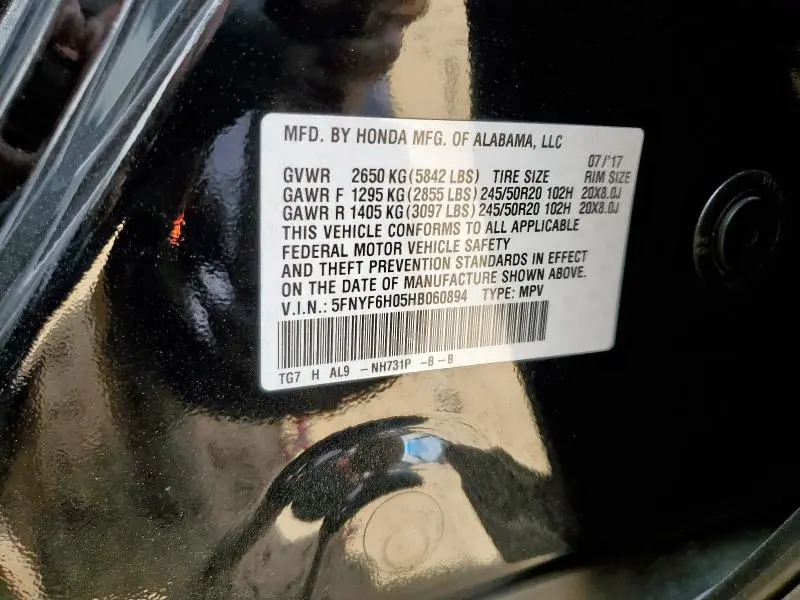 MFD. BY HONDA MFG. OF ALABAMA, LLC
07/'17
GVWR 2650 KG (5842 LBS) TIRE SIZE RIM SIZE
GAWR F 1295 KG (2855 LBS) 245/50R20 102H 20X8.0J
GAWR R 1405 KG (3097 LBS) 245/50R20 102H 20X8.0J
THIS VEHICLE CONFORMS TO ALL APPLICABLE
FEDERAL MOTOR VEHICLE SAFETY
AND THEFT PREVENTION STANDARDS IN EFFECT
ON THE DATE OF MANUFACTURE SHOWN ABOVE.
V.I.N.: 5FNYF6H05HB060894 TYPE: MPV
TG7 H AL9 -NH731P -B-B